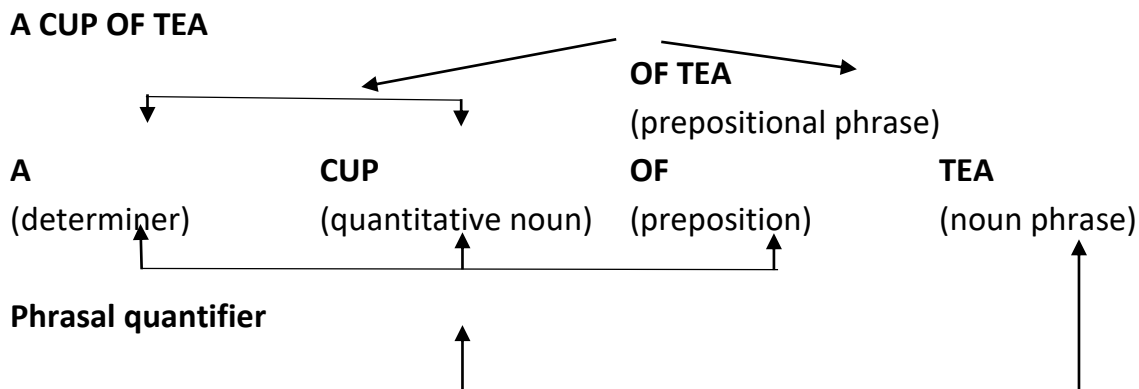 A CUP OF TEA
OF TEA
(prepositional phrase)
A CUP OF TEA
(determiner) (quantitative noun) (preposition) (noun phrase)
Phrasal quantifier